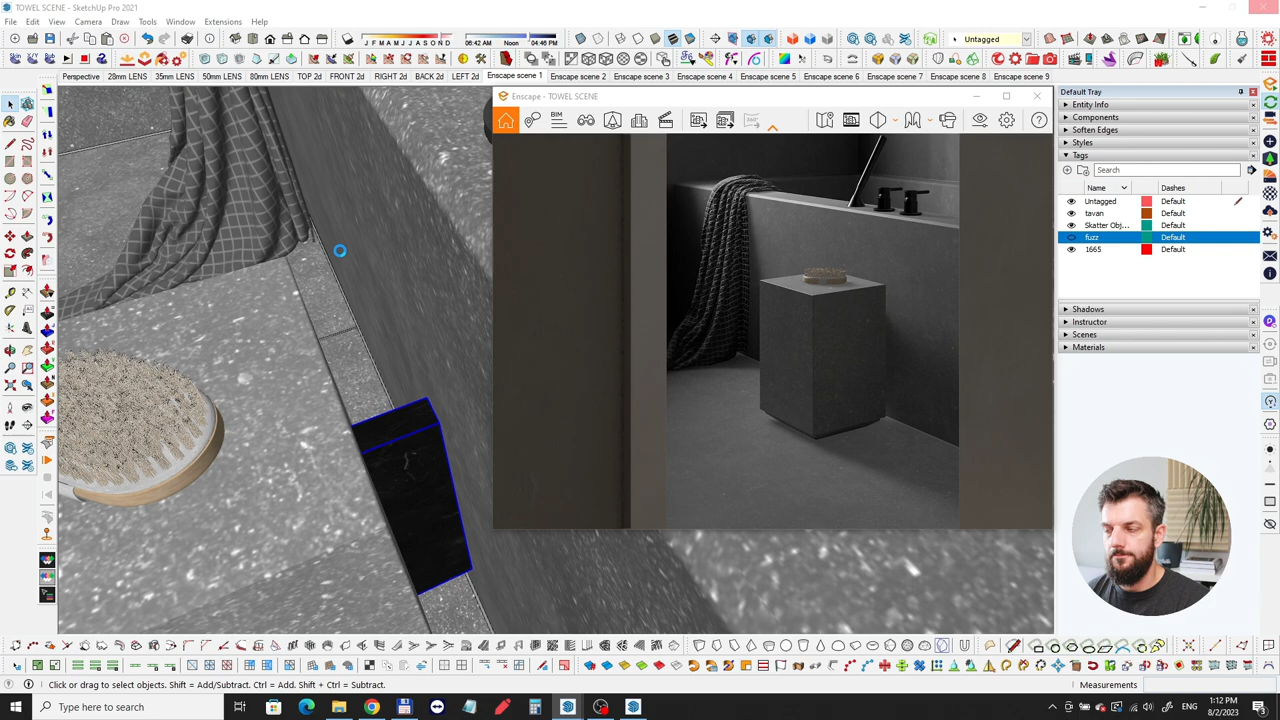 TOWEL SCENE - SketchUp Pro 2021
File Edit View Camera Draw Tools Window Extensions Help
J F M A M J J A S O N D 06:42 AM Noon 04:46 PM Untagged
Perspective 28mm LENS 35mm LENS 50mm LENS 80mm LENS TOP 2d FRONT 2D RIGHT 2d BACK 2d LEFT 2d Enscape scene 1 Enscape scene 2 Enscape scene 3 Enscape scene 4 Enscape scene 5 Enscape scene 6 Enscape scene 7 Enscape scene 8 Enscape scene 9
Enscape - TOWEL SCENE
BIM
360°
Default Tray
Entity Info
Components
Soften Edges
Styles
Tags
Search
Name Dashes
Untagged Default
tavan Default
Skatter Obj... Default
fuzz Default
1665 Default
Shadows
Instructor
Scenes
Materials
Click or drag to select objects. Shift = Add/Subtract. Ctrl = Add. Shift + Ctrl = Subtract.
Measurements
Type here to search
1:12 PM
8/2/2023